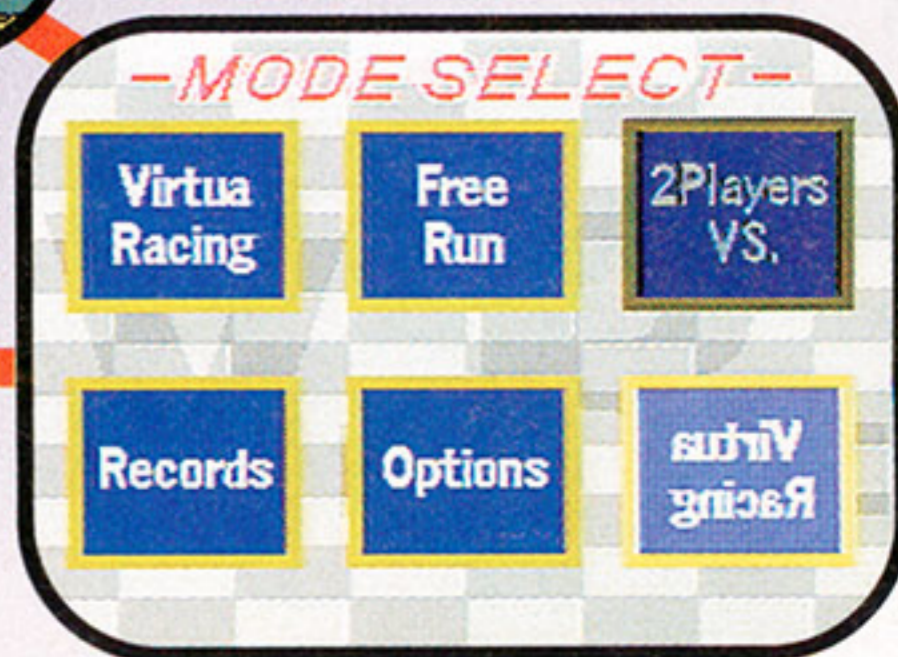 -MODE SELECT-
Virtua
Racing
Free
Run
2Players
VS.
Records
Options
Virtua
Racing